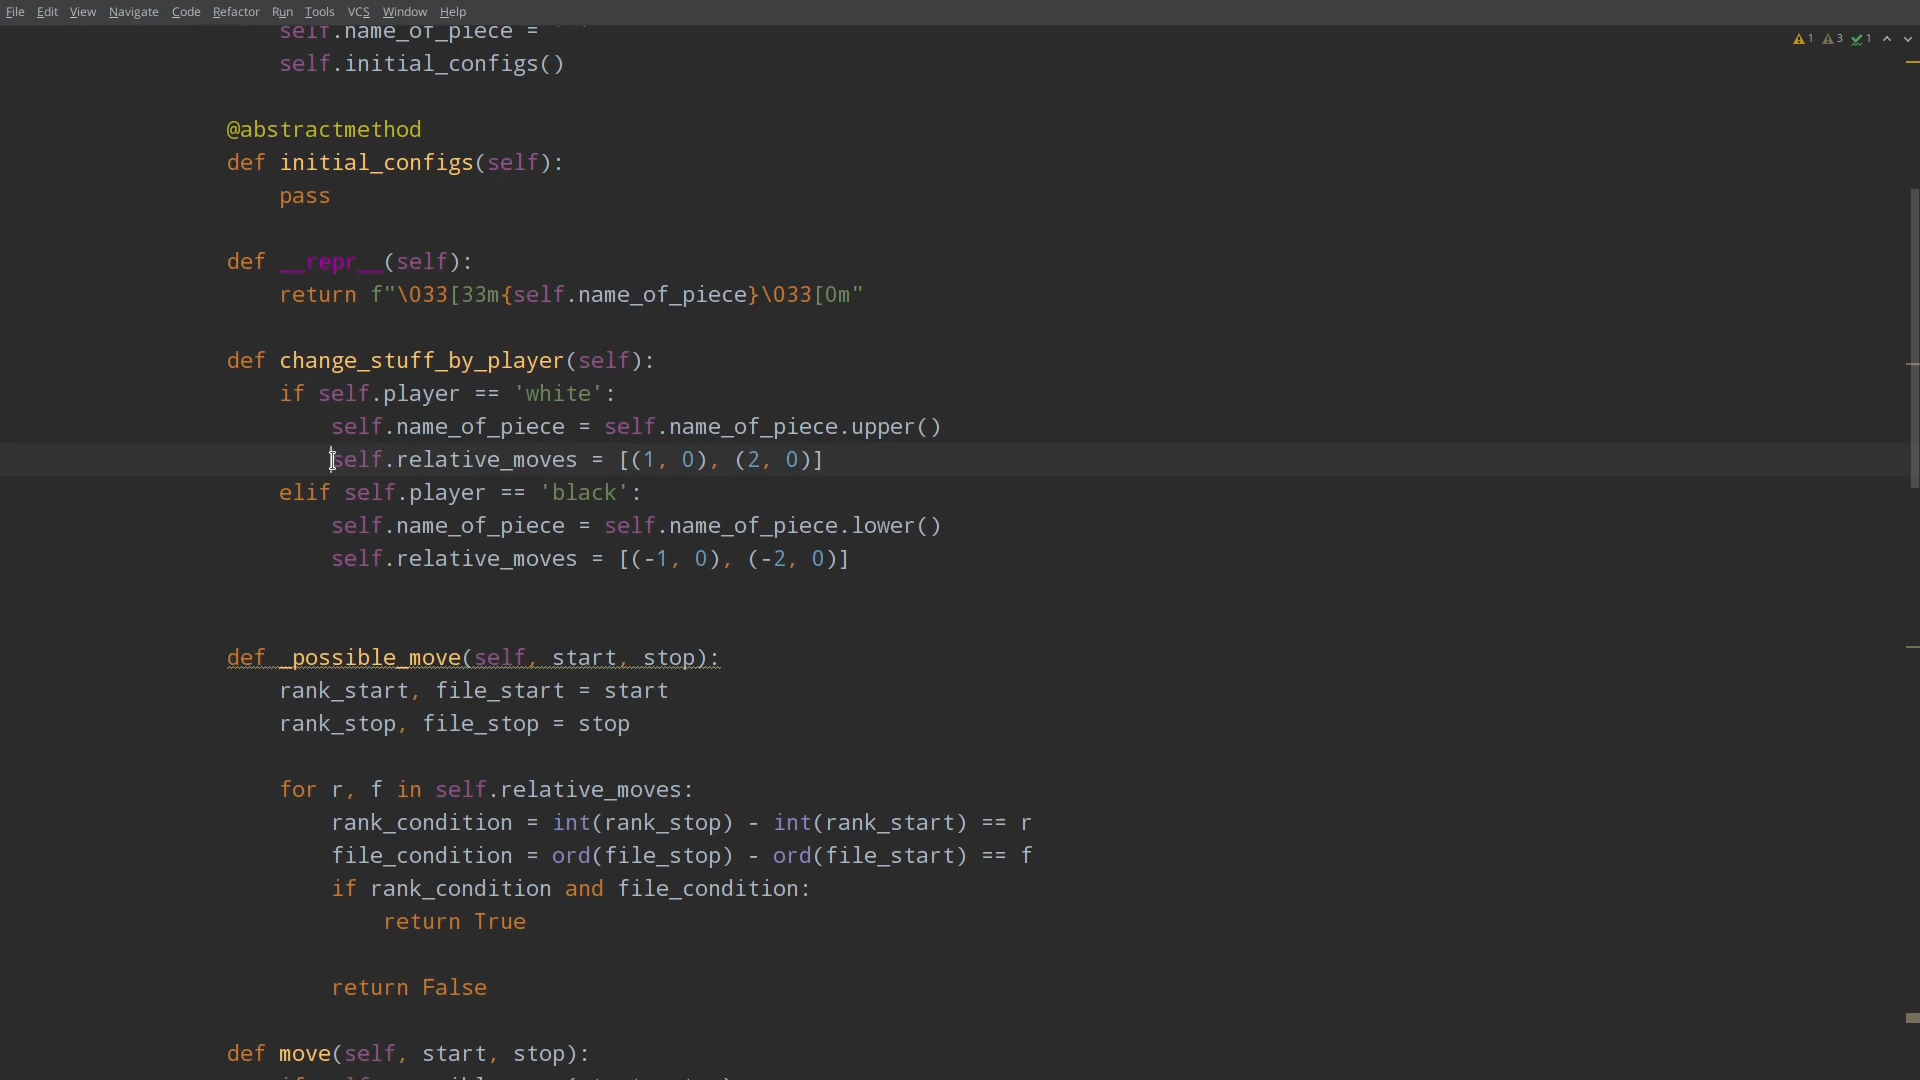 File Edit View Navigate Code Refactor Run Tools VCS Window Help
self.name_of_piece = ' '
1 3 1
self.initial_configs()
@abstractmethod
def initial_configs(self):
pass
def __repr__(self):
return f"\033[33m{self.name_of_piece}\033[0m"
def change_stuff_by_player(self):
if self.player == 'white':
self.name_of_piece = self.name_of_piece.upper()
self.relative_moves = [(1, 0), (2, 0)]
elif self.player == 'black':
self.name_of_piece = self.name_of_piece.lower()
self.relative_moves = [(-1, 0), (-2, 0)]
def _possible_move(self, start, stop):
rank_start, file_start = start
rank_stop, file_stop = stop
for r, f in self.relative_moves:
rank_condition = int(rank_stop) - int(rank_start) == r
file_condition = ord(file_stop) - ord(file_start) == f
if rank_condition and file_condition:
return True
return False
def move(self, start, stop):